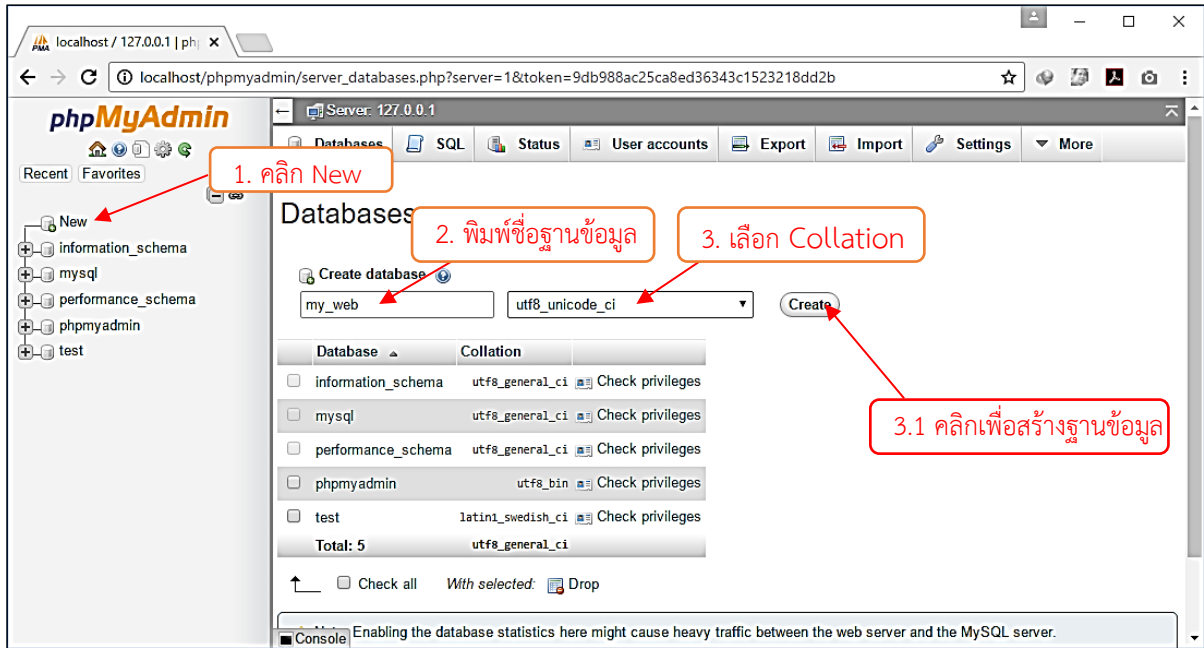 localhost / 127.0.0.1 | ph
localhost/phpmyadmin/server_databases.php?server=1&token=9db988ac25ca8ed36343c1523218dd2b
phpMyAdmin
Recent Favorites
New
information_schema
mysql
performance_schema
phpmyadmin
test
Server: 127.0.0.1
Databases SQL Status User accounts Export Import Settings More
1. คลิก New
Databases
2. พิมพ์ชื่อฐานข้อมูล
3. เลือก Collation
Create database
my_web utf8_unicode_ci Create
Database Collation
information_schema utf8_general_ci Check privileges
mysql utf8_general_ci Check privileges
performance_schema utf8_general_ci Check privileges
phpmyadmin utf8_bin Check privileges
test latin1_swedish_ci Check privileges
Total: 5 utf8_general_ci
3.1 คลิกเพื่อสร้างฐานข้อมูล
Check all With selected: Drop
Enabling the database statistics here might cause heavy traffic between the web server and the MySQL server.
Console